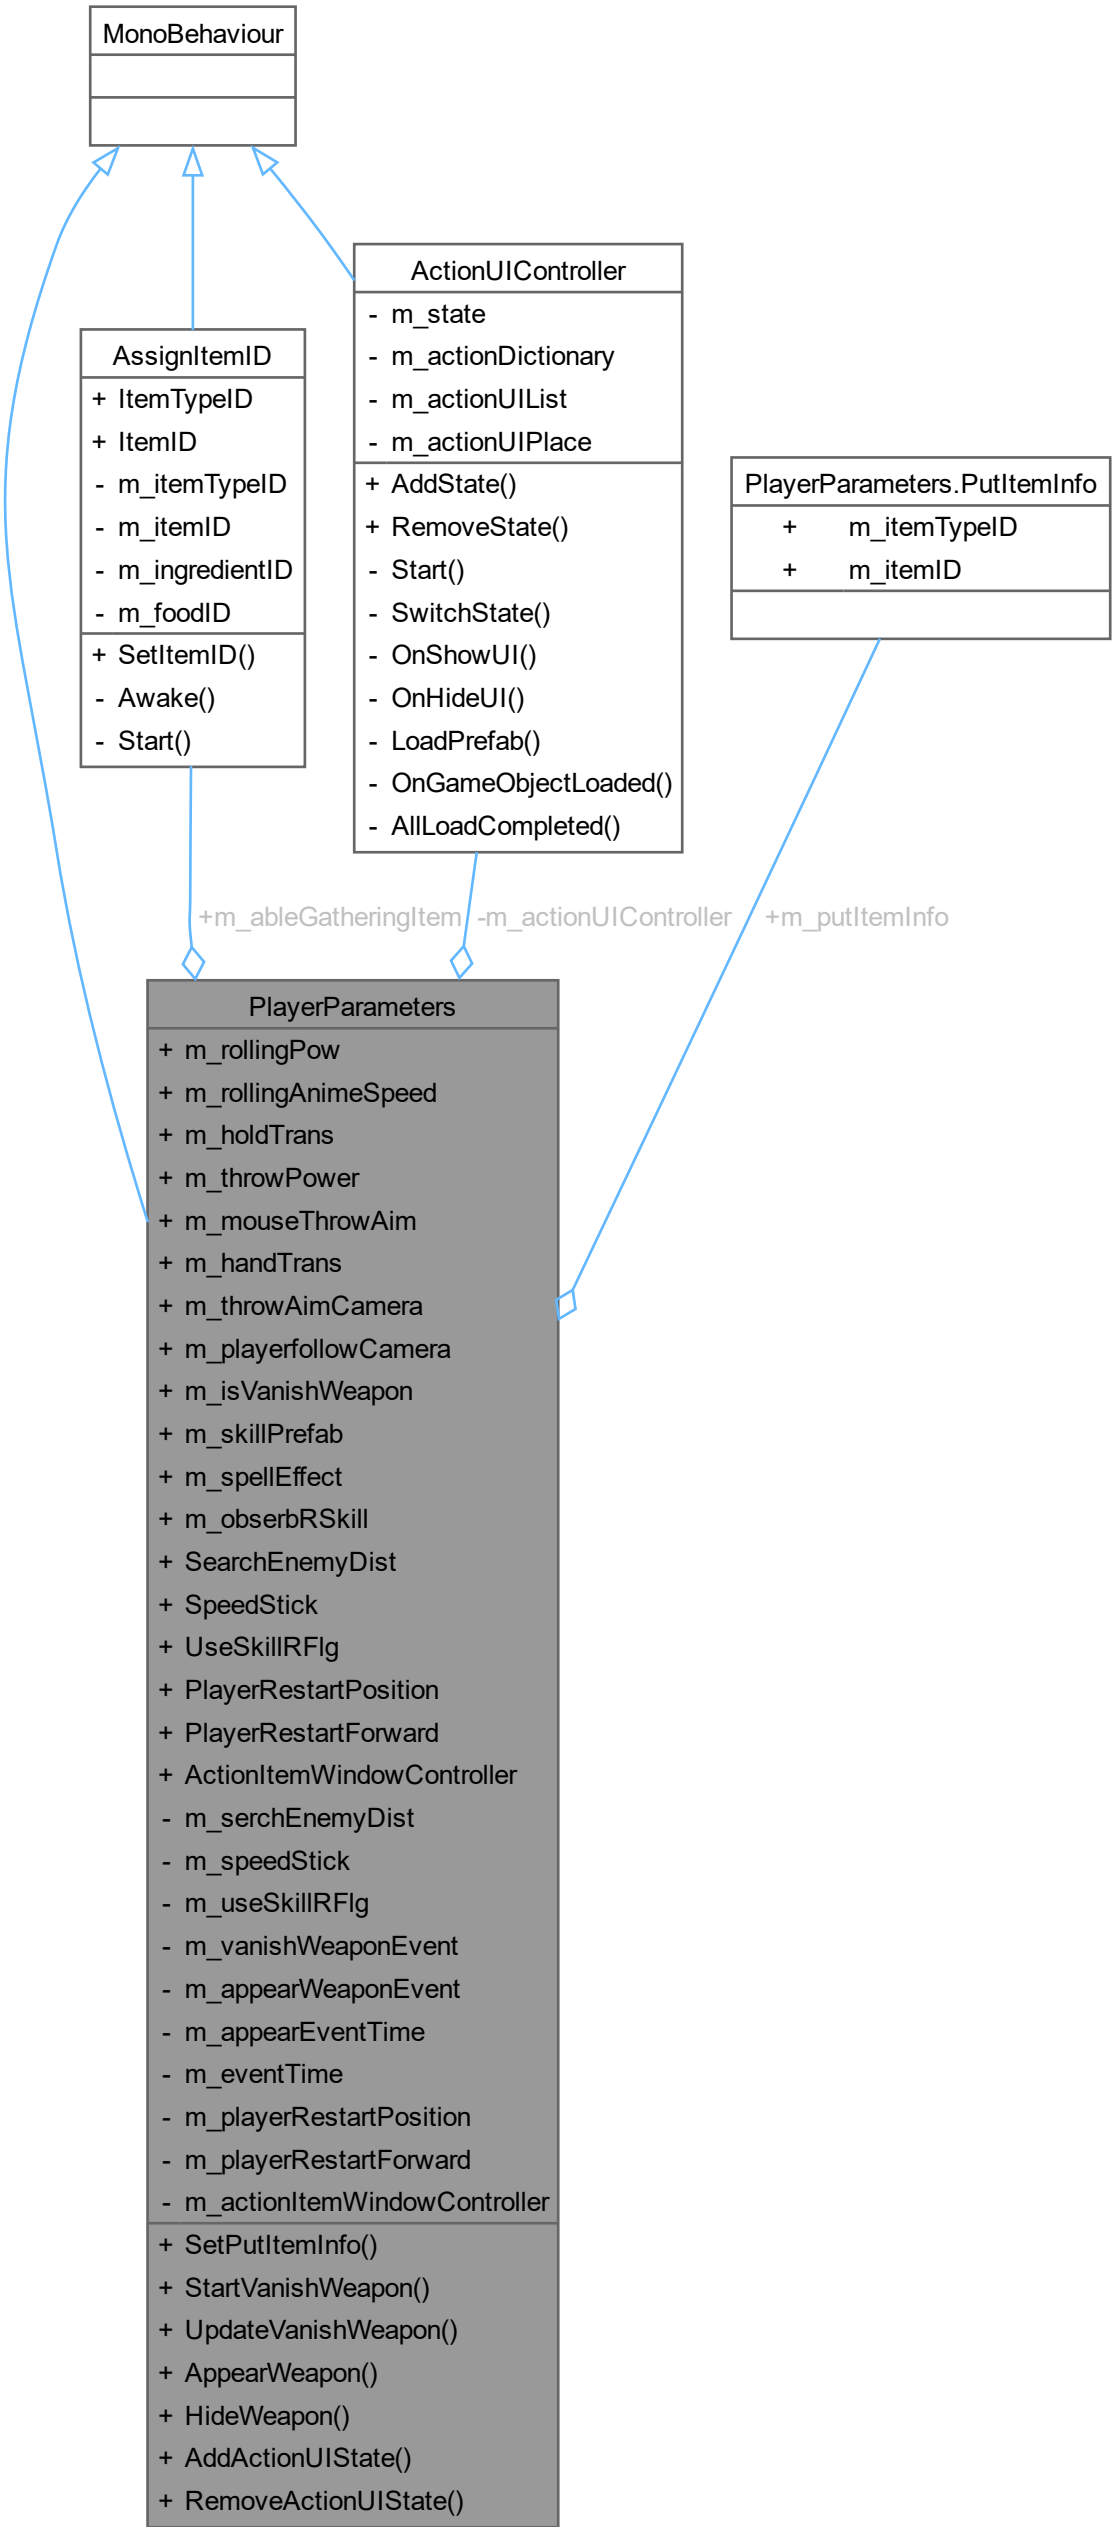 MonoBehaviour
ActionUIController
- m_state
- m_actionDictionary
- m_actionUIList
- m_actionUIPlace
+ AddState()
+ RemoveState()
- Start()
- SwitchState()
- OnShowUI()
- OnHideUI()
- LoadPrefab()
- OnGameObjectLoaded()
- AllLoadCompleted()
AssignItemID
+ ItemTypeID
+ ItemID
- m_itemTypeID
- m_itemID
- m_ingredientID
- m_foodID
+ SetItemID()
- Awake()
- Start()
PlayerParameters.PutItemInfo
+ m_itemTypeID
+ m_itemID
+m_ableGatheringItem
-m_actionUIController
+m_putItemInfo
PlayerParameters
+ m_rollingPow
+ m_rollingAnimeSpeed
+ m_holdTrans
+ m_throwPower
+ m_mouseThrowAim
+ m_handTrans
+ m_throwAimCamera
+ m_playerfollowCamera
+ m_isVanishWeapon
+ m_skillPrefab
+ m_spellEffect
+ m_obserbRSkill
+ SearchEnemyDist
+ SpeedStick
+ UseSkillRFlg
+ PlayerRestartPosition
+ PlayerRestartForward
+ ActionItemWindowController
- m_serchEnemyDist
- m_speedStick
- m_useSkillRFlg
- m_vanishWeaponEvent
- m_appearWeaponEvent
- m_appearEventTime
- m_eventTime
- m_playerRestartPosition
- m_playerRestartForward
- m_actionItemWindowController
+ SetPutItemInfo()
+ StartVanishWeapon()
+ UpdateVanishWeapon()
+ AppearWeapon()
+ HideWeapon()
+ AddActionUIState()
+ RemoveActionUIState()